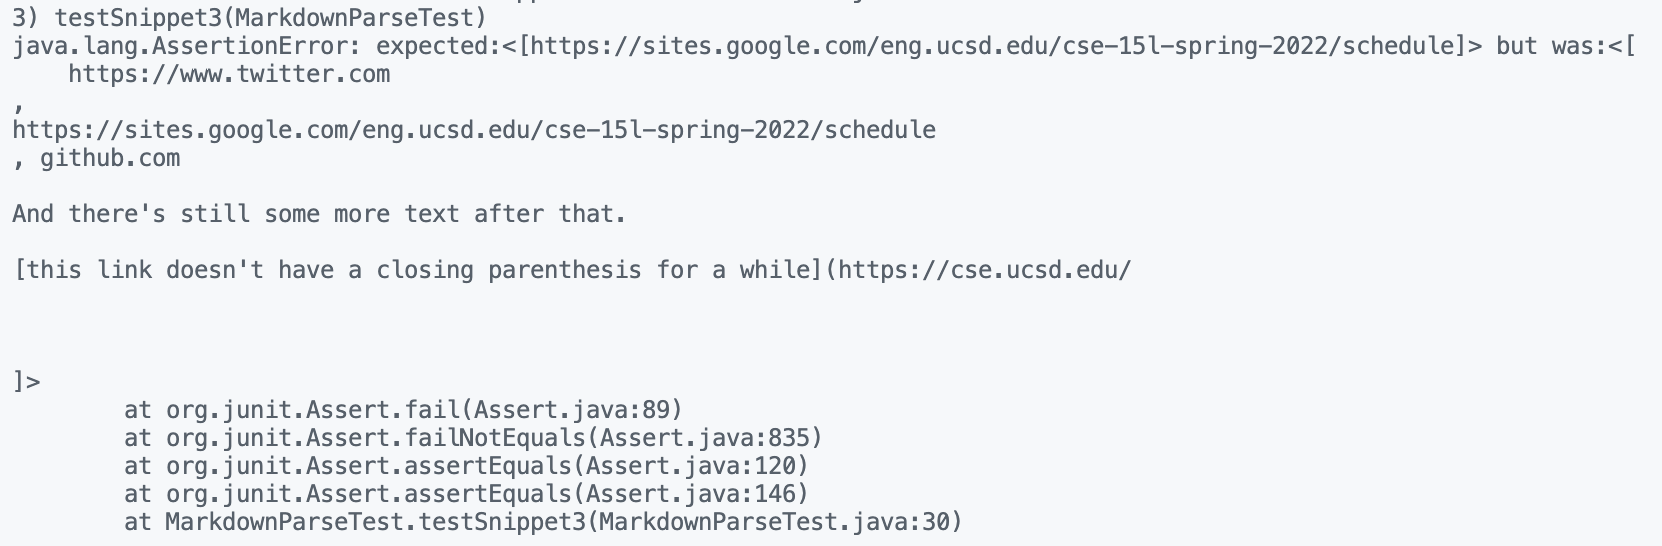 3) testSnippet3(MarkdownParseTest)
java.lang.AssertionError: expected:<[https://sites.google.com/eng.ucsd.edu/cse-15l-spring-2022/schedule]> but was:<[
    https://www.twitter.com
,
https://sites.google.com/eng.ucsd.edu/cse-15l-spring-2022/schedule
, github.com

And there's still some more text after that.

[this link doesn't have a closing parenthesis for a while](https://cse.ucsd.edu/



]>
        at org.junit.Assert.fail(Assert.java:89)
        at org.junit.Assert.failNotEquals(Assert.java:835)
        at org.junit.Assert.assertEquals(Assert.java:120)
        at org.junit.Assert.assertEquals(Assert.java:146)
        at MarkdownParseTest.testSnippet3(MarkdownParseTest.java:30)